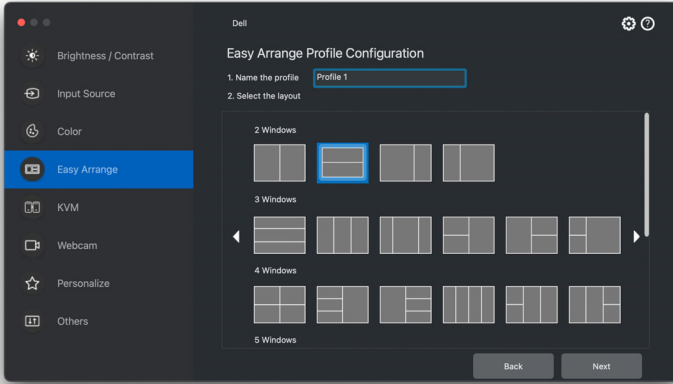 Dell
Brightness / Contrast
Input Source
Color
Easy Arrange
KVM
Webcam
Personalize
Others
Easy Arrange Profile Configuration
1. Name the profile Profile 1
2. Select the layout
2 Windows
3 Windows
4 Windows
5 Windows
Back Next